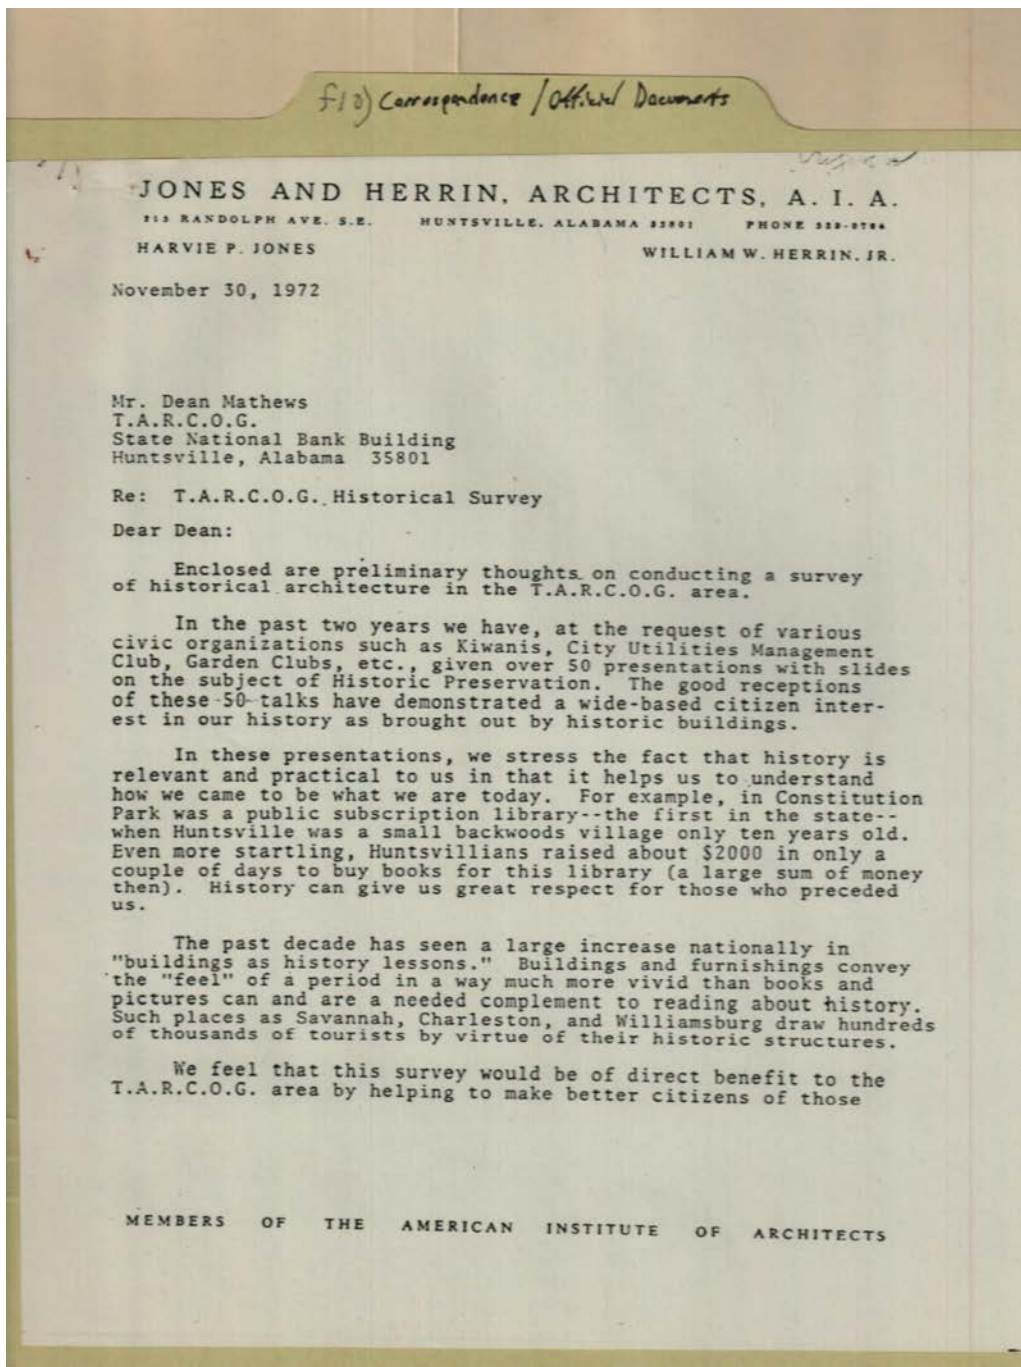 f10) Correspondence / Official Documents
JONES AND HERRIN, ARCHITECTS, A. I. A.
RANDOLPH AVE. S.E. HUNTSVILLE, ALABAMA 35801 PHONE
HARVIE P. JONES WILLIAM W. HERRIN, JR.
November 30, 1972
Mr. Dean Mathews
T.A.R.C.O.G.
State National Bank Building
Huntsville, Alabama 35801
Re: T.A.R.C.O.G. Historical Survey
Dear Dean:
Enclosed are preliminary thoughts on conducting a survey
of historical architecture in the T.A.R.C.O.G. area.
In the past two years we have, at the request of various
civic organizations such as Kiwanis, City Utilities Management
Club, Garden Clubs, etc., given over 50 presentations with slides
on the subject of Historic Preservation. The good receptions
of these 50 talks have demonstrated a wide-based citizen inter-
est in our history as brought out by historic buildings.
In these presentations, we stress the fact that history is
relevant and practical to us in that it helps us to understand
how we came to be what we are today. For example, in Constitution
Park was a public subscription library--the first in the state--
when Huntsville was a small backwoods village only ten years old.
Even more startling, Huntsvillians raised about $2000 in only a
couple of days to buy books for this library (a large sum of money
then). History can give us great respect for those who preceded
us.
The past decade has seen a large increase nationally in
"buildings as history lessons." Buildings and furnishings convey
the "feel" of a period in a way much more vivid than books and
pictures can and are a needed complement to reading about history.
Such places as Savannah, Charleston, and Williamsburg draw hundreds
of thousands of tourists by virtue of their historic structures.
We feel that this survey would be of direct benefit to the
T.A.R.C.O.G. area by helping to make better citizens of those
MEMBERS OF THE AMERICAN INSTITUTE OF ARCHITECTS